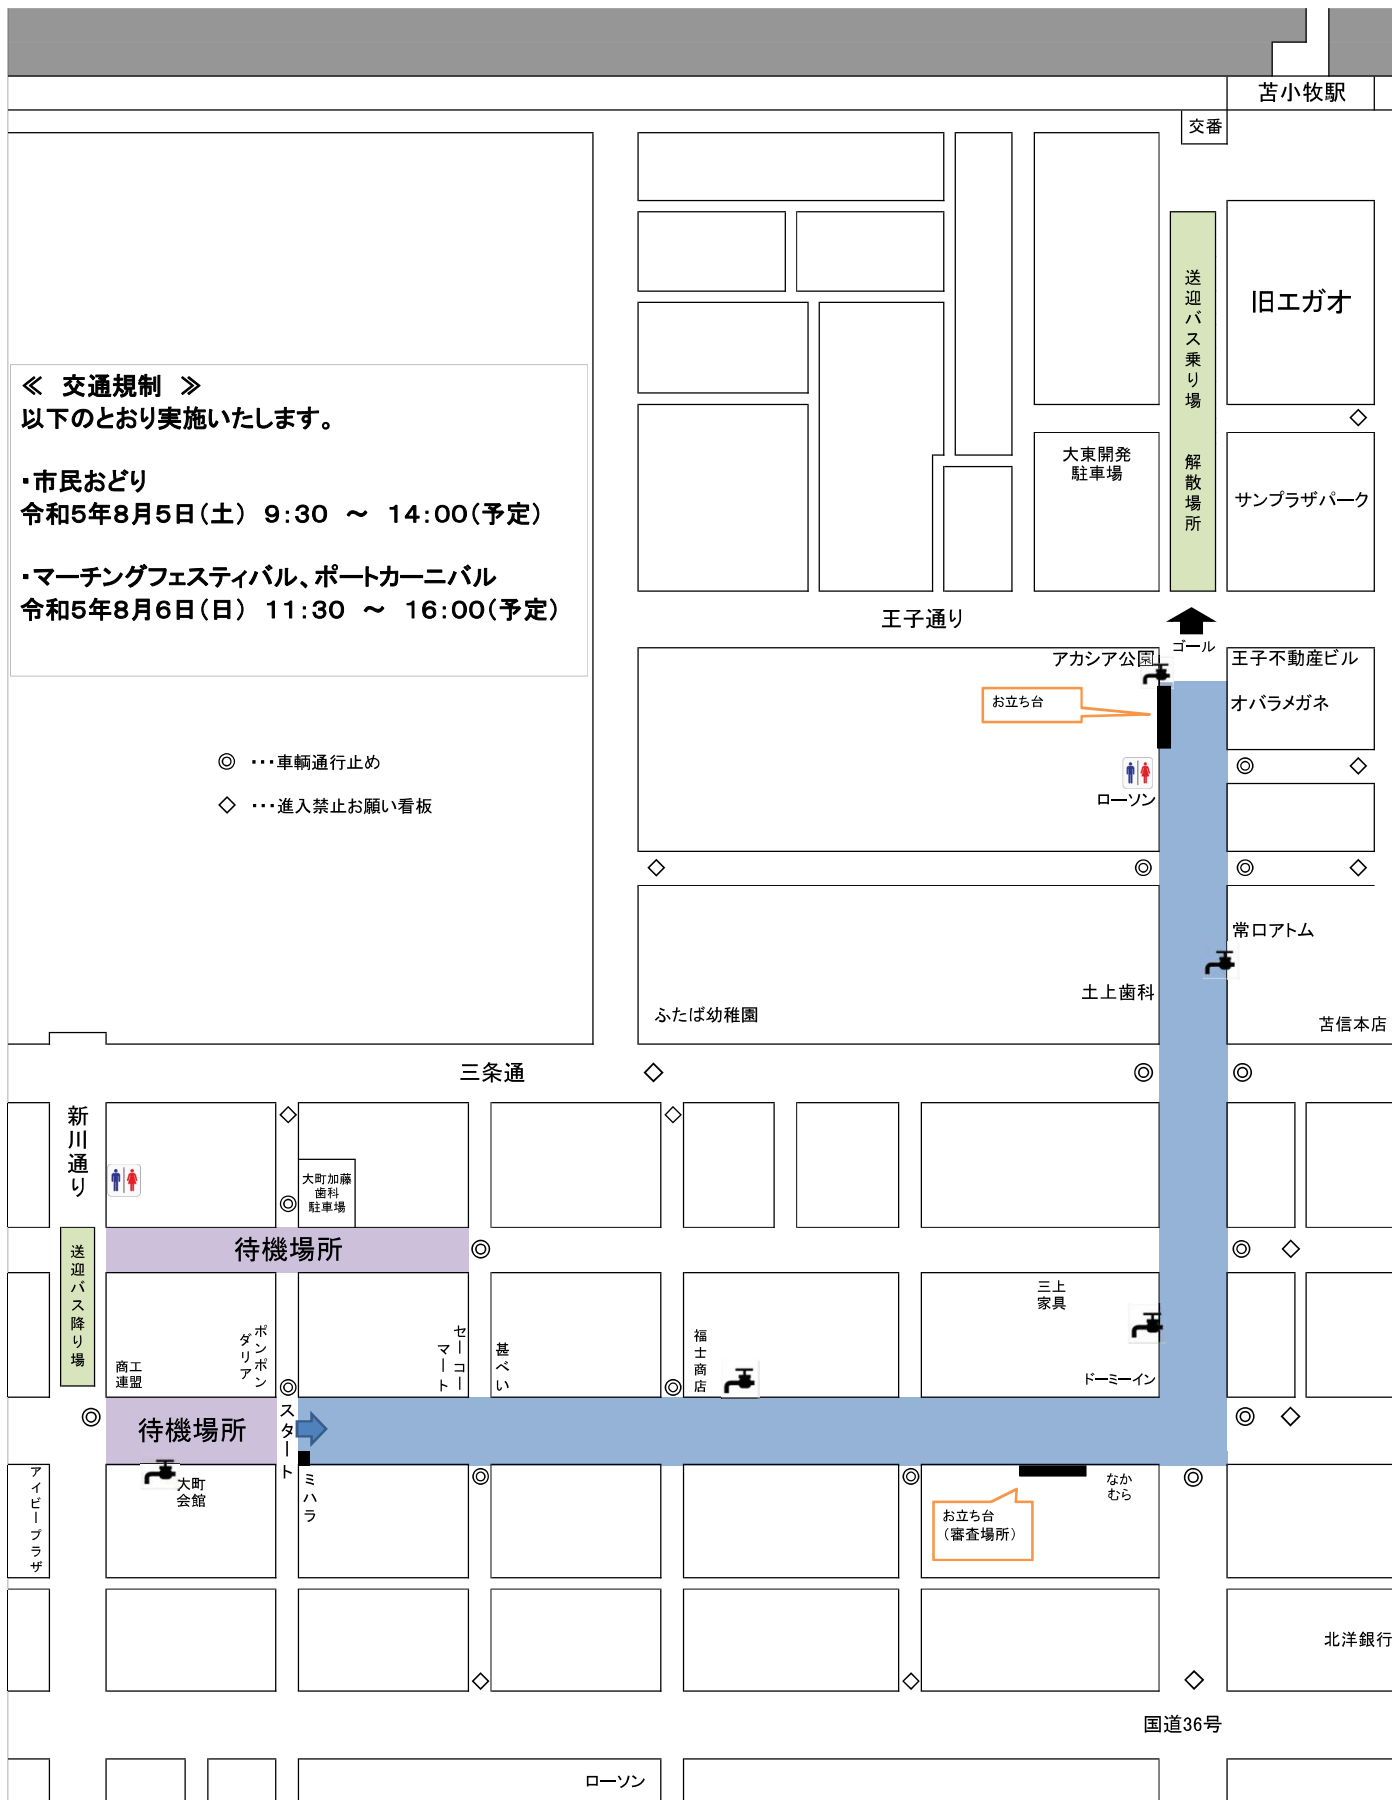 苫小牧駅
交番
送迎バス乗り場　解散場所
旧エガオ
≪　交通規制　≫
以下のとおり実施いたします。
・市民おどり
令和5年8月5日(土)　9:30　～　14:00(予定)
・マーチングフェスティバル、ポートカーニバル
令和5年8月6日(日)　11:30　～　16:00(予定)
大東開発
駐車場
サンプラザパーク
王子通り
ゴール
アカシア公園
王子不動産ビル
お立ち台
オバラメガネ
◎　・・・車輌通行止め
◇　・・・進入禁止お願い看板
ローソン
常口アトム
土上歯科
ふたば幼稚園
苫信本店
三条通
新川通り
大町加藤
歯科
駐車場
待機場所
送迎バス降り場
三上
家具
商工
連盟
ポンポン
ダリア
セーコー
マート
甚べい
福士商店
ドーミーイン
待機場所
スタート
大町
会館
ミハラ
アイビープラザ
なか
むら
お立ち台
(審査場所)
北洋銀行
国道36号
ローソン